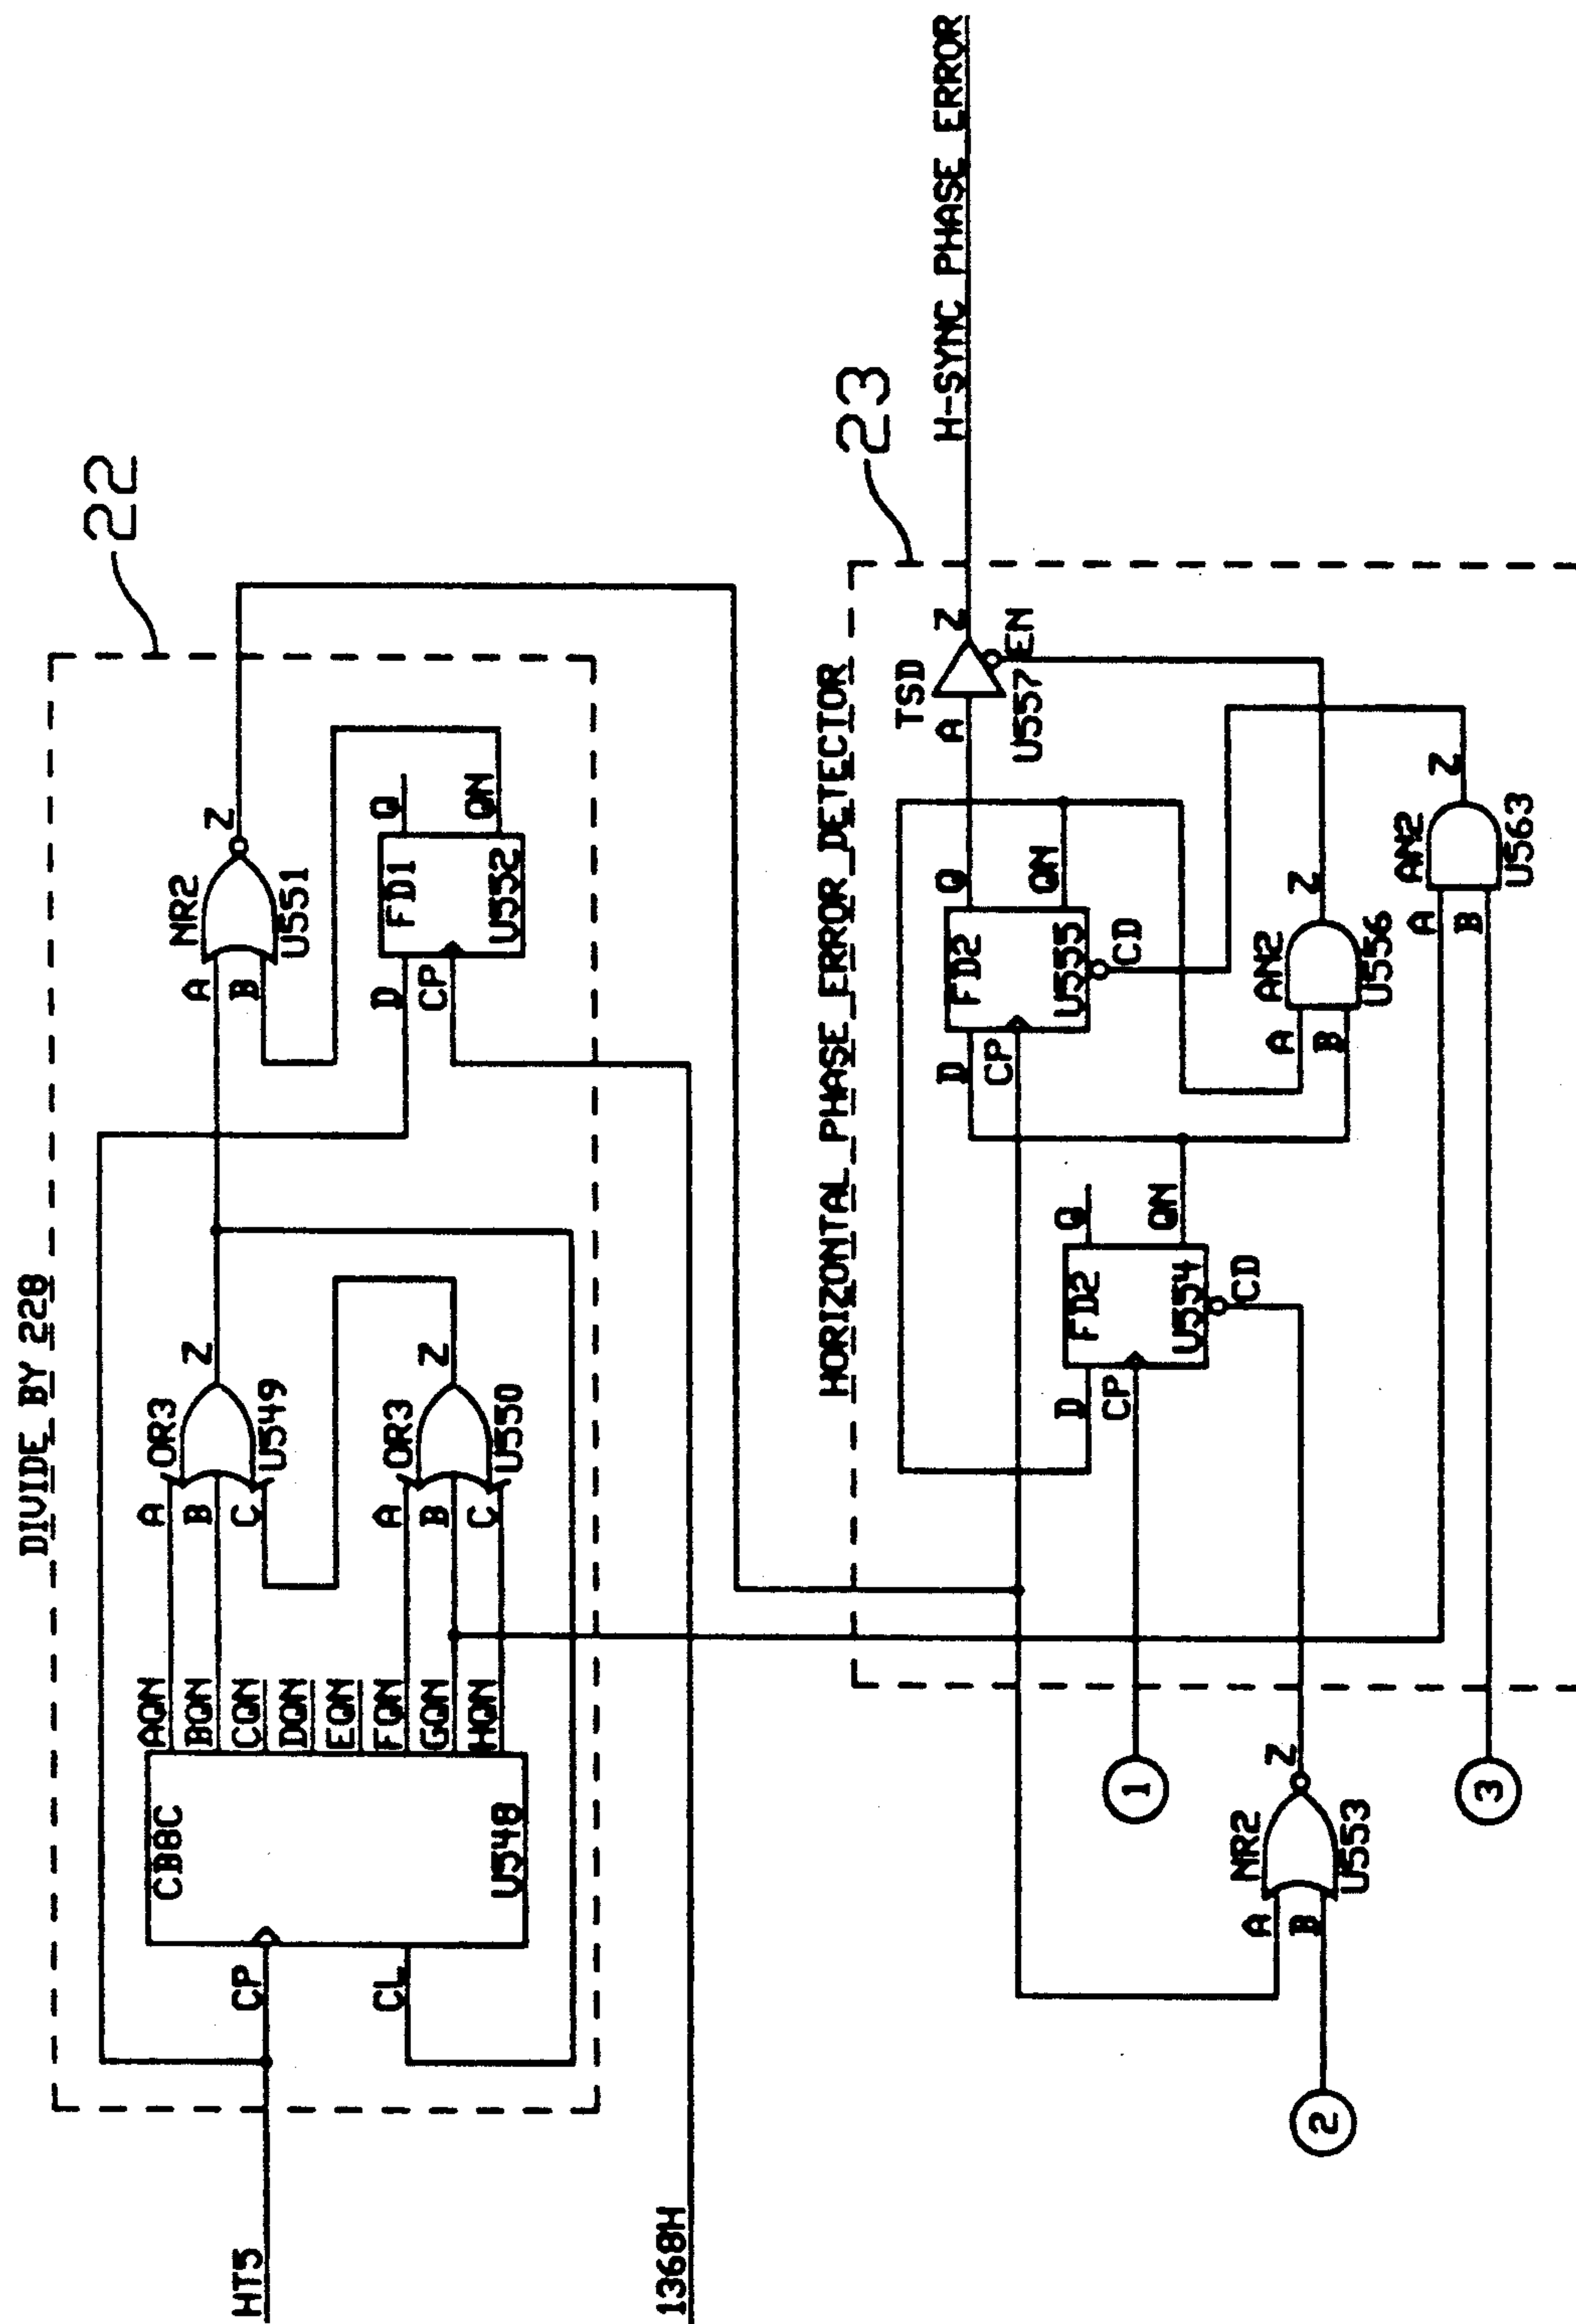 DIVIDE BY 228
22
HT5
CP
CL
CB8C
U548
AQN
BQN
CQN
DQN
EQN
FQN
GQN
HQN
A
B
C
OR3
U549
Z
A
B
C
OR3
U550
Z
A
B
NR2
U551
Z
D
CP
FD1
U552
Q
QN
1368H
HORIZONTAL PHASE ERROR DETECTOR
23
1
2
3
A
B
NR2
U553
Z
D
CP
FD2
U554
CD
Q
QN
D
CP
FD2
U555
CD
Q
QN
A
B
AN2
U556
Z
A
B
AN2
U563
Z
TSD
A
U557
Z
EN
H-SYNC PHASE ERROR